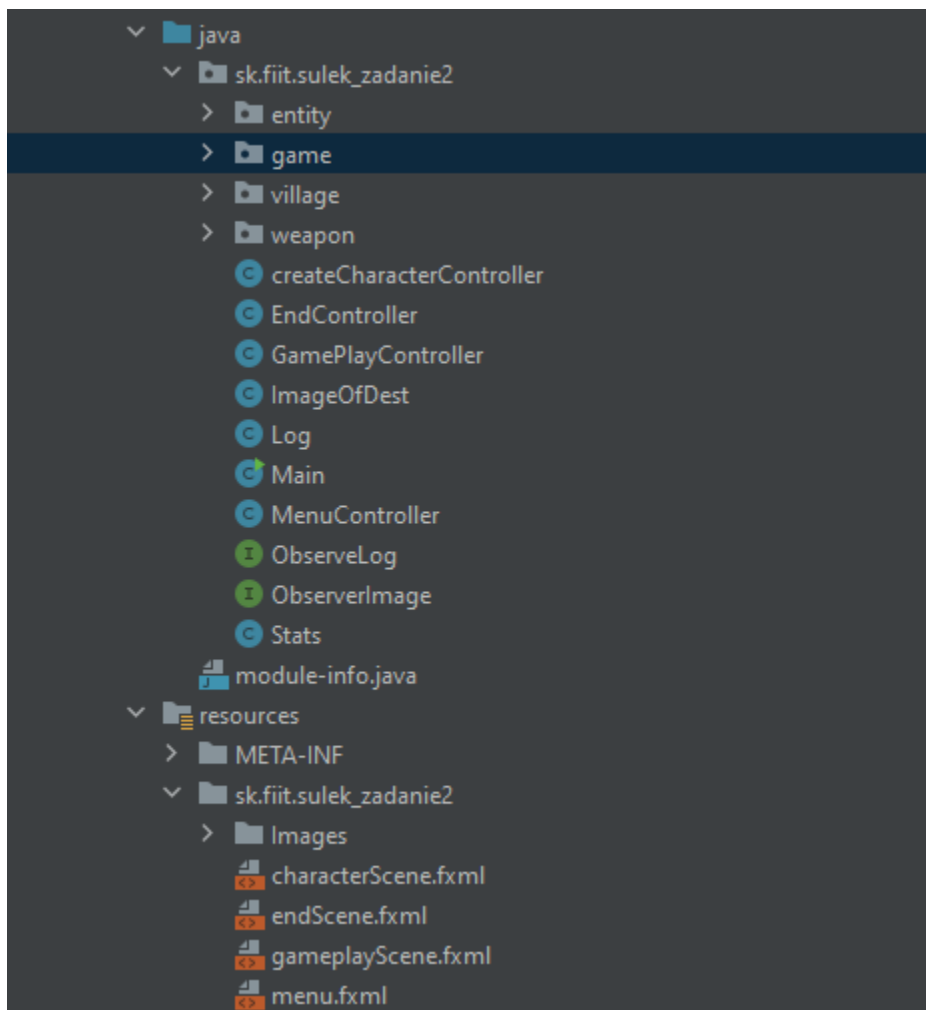 java
sk.fiit.sulek_zadanie2
entity
game
village
weapon
createCharacterController
EndController
GamePlayController
ImageOfDest
Log
Main
MenuController
ObserveLog
ObserverImage
Stats
module-info.java
resources
META-INF
sk.fiit.sulek_zadanie2
Images
characterScene.fxml
endScene.fxml
gameplayScene.fxml
menu.fxml